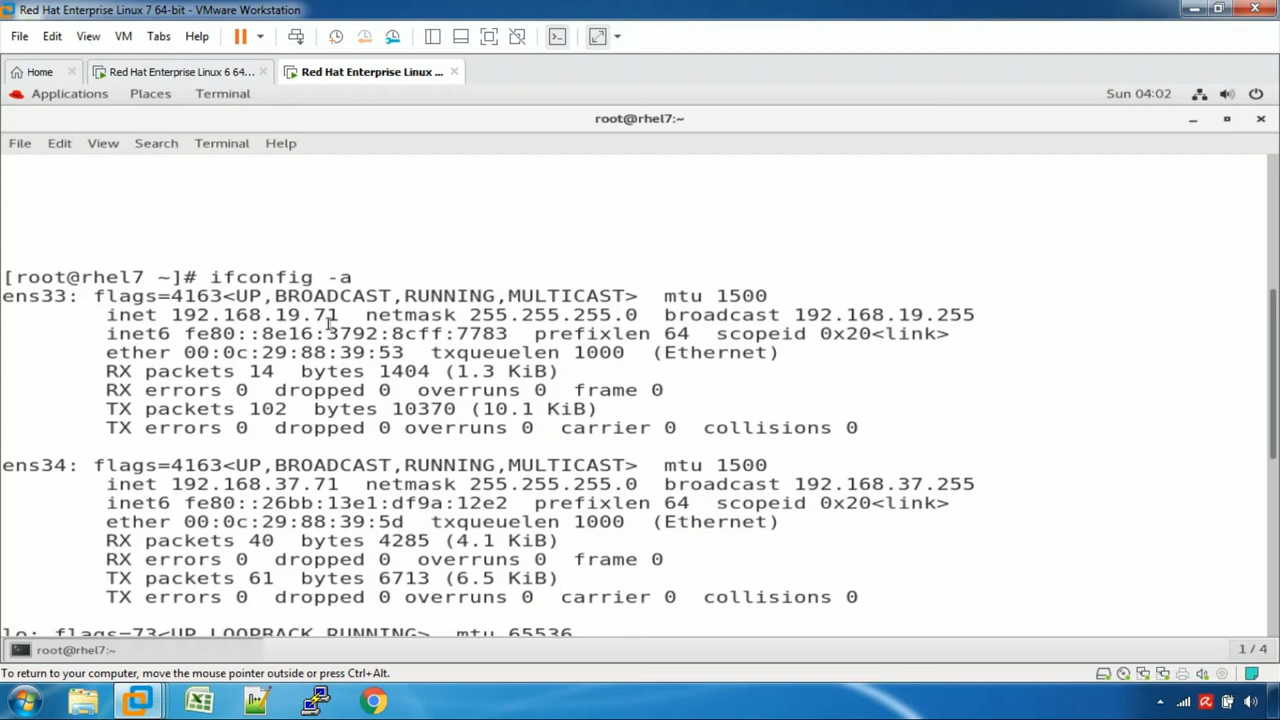 Red Hat Enterprise Linux 7 64-bit - VMware Workstation
File Edit View VM Tabs Help
Home Red Hat Enterprise Linux 6 64... Red Hat Enterprise Linux ...
Applications Places Terminal Sun 04:02
root@rhel7:~
File Edit View Search Terminal Help
[root@rhel7 ~]# ifconfig -a
ens33: flags=4163<UP,BROADCAST,RUNNING,MULTICAST> mtu 1500
inet 192.168.19.71 netmask 255.255.255.0 broadcast 192.168.19.255
inet6 fe80::8e16:3792:8cff:7783 prefixlen 64 scopeid 0x20<link>
ether 00:0c:29:88:39:53 txqueuelen 1000 (Ethernet)
RX packets 14 bytes 1404 (1.3 KiB)
RX errors 0 dropped 0 overruns 0 frame 0
TX packets 102 bytes 10370 (10.1 KiB)
TX errors 0 dropped 0 overruns 0 carrier 0 collisions 0
ens34: flags=4163<UP,BROADCAST,RUNNING,MULTICAST> mtu 1500
inet 192.168.37.71 netmask 255.255.255.0 broadcast 192.168.37.255
inet6 fe80::26bb:13e1:df9a:12e2 prefixlen 64 scopeid 0x20<link>
ether 00:0c:29:88:39:5d txqueuelen 1000 (Ethernet)
RX packets 40 bytes 4285 (4.1 KiB)
RX errors 0 dropped 0 overruns 0 frame 0
TX packets 61 bytes 6713 (6.5 KiB)
TX errors 0 dropped 0 overruns 0 carrier 0 collisions 0
lo: flags=73<UP,LOOPBACK,RUNNING> mtu 65536
root@rhel7:~ 1 / 4
To return to your computer, move the mouse pointer outside or press Ctrl+Alt.